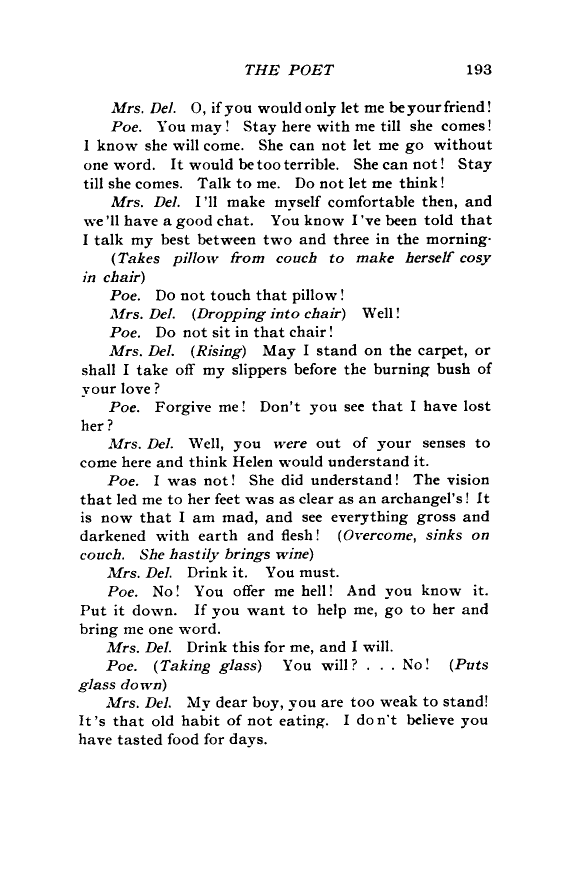 THE POET 193
Mrs. Del. O, if you would only let me be your friend!
Poe. You may! Stay here with me till she comes!
I know she will come. She can not let me go without
one word. It would be too terrible. She can not! Stay
till she comes. Talk to me. Do not let me think!
Mrs. Del. I'll make myself comfortable then, and
we'll have a good chat. You know I've been told that
I talk my best between two and three in the morning.
(Takes pillow from couch to make herself cosy
in chair)
Poe. Do not touch that pillow!
Mrs. Del. (Dropping into chair) Well!
Poe. Do not sit in that chair!
Mrs. Del. (Rising) May I stand on the carpet, or
shall I take off my slippers before the burning bush of
your love?
Poe. Forgive me! Don't you see that I have lost
her?
Mrs. Del. Well, you were out of your senses to
come here and think Helen would understand it.
Poe. I was not! She did understand! The vision
that led me to her feet was as clear as an archangel's! It
is now that I am mad, and see everything gross and
darkened with earth and flesh! (Overcome, sinks on
couch. She hastily brings wine)
Mrs. Del. Drink it. You must.
Poe. No! You offer me hell! And you know it.
Put it down. If you want to help me, go to her and
bring me one word.
Mrs. Del. Drink this for me, and I will.
Poe. (Taking glass) You will? . . . No! (Puts
glass down)
Mrs. Del. My dear boy, you are too weak to stand!
It's that old habit of not eating. I don't believe you
have tasted food for days.